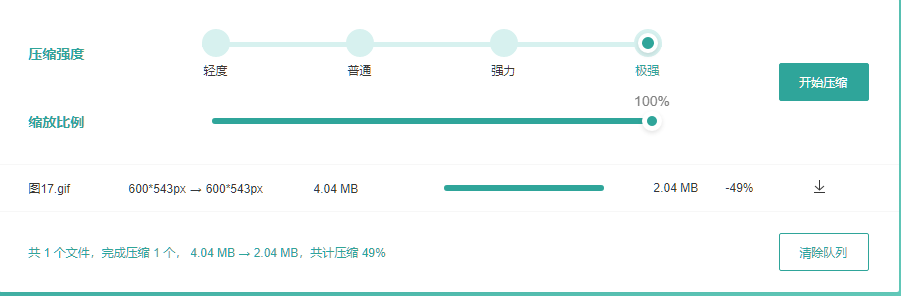 压缩强度
轻度 普通 强力 极强
开始压缩
100%
缩放比例
图17.gif 600*543px → 600*543px 4.04 MB 2.04 MB -49%
共 1 个文件，完成压缩 1 个， 4.04 MB → 2.04 MB，共计压缩 49%
清除队列